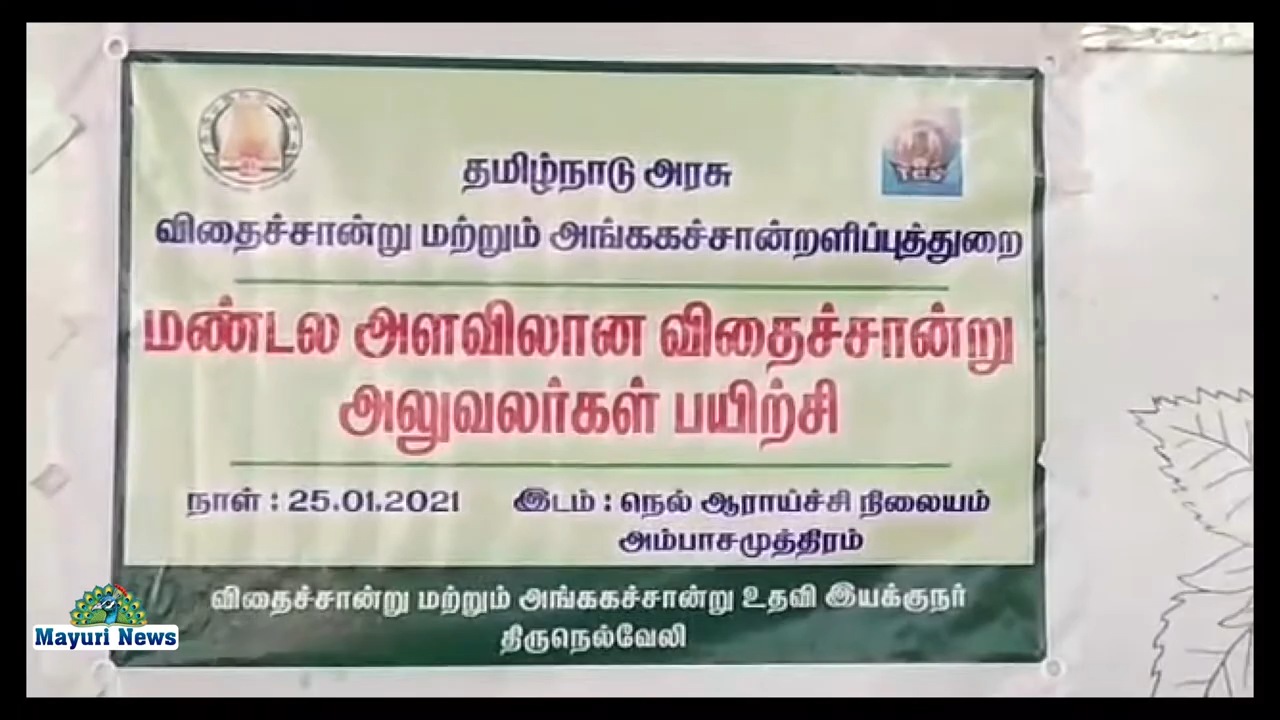 தமிழ்நாடு அரசு
விதைச்சான்று மற்றும் அங்ககச்சான்றளிப்புத்துறை
மண்டல அளவிலான விதைச்சான்று
அலுவலர்கள் பயிற்சி
நாள் : 25.01.2021 இடம் : நெல் ஆராய்ச்சி நிலையம்
அம்பாசமுத்திரம்
விதைச்சான்று மற்றும் அங்ககச்சான்று உதவி இயக்குநர்
திருநெல்வேலி
Mayuri News